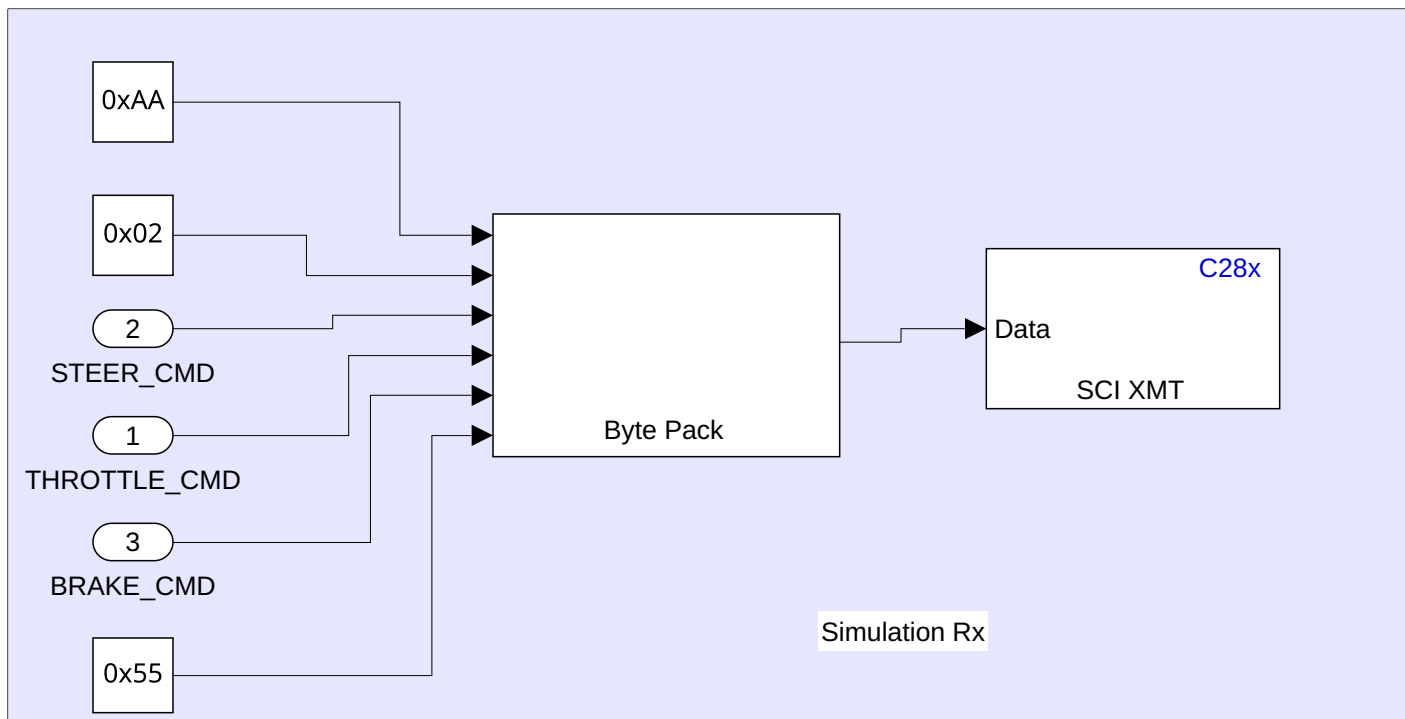 0xAA
0x02
2
STEER_CMD
1
THROTTLE_CMD
3
BRAKE_CMD
0x55
Byte Pack
C28x
Data
SCI XMT
Simulation Rx